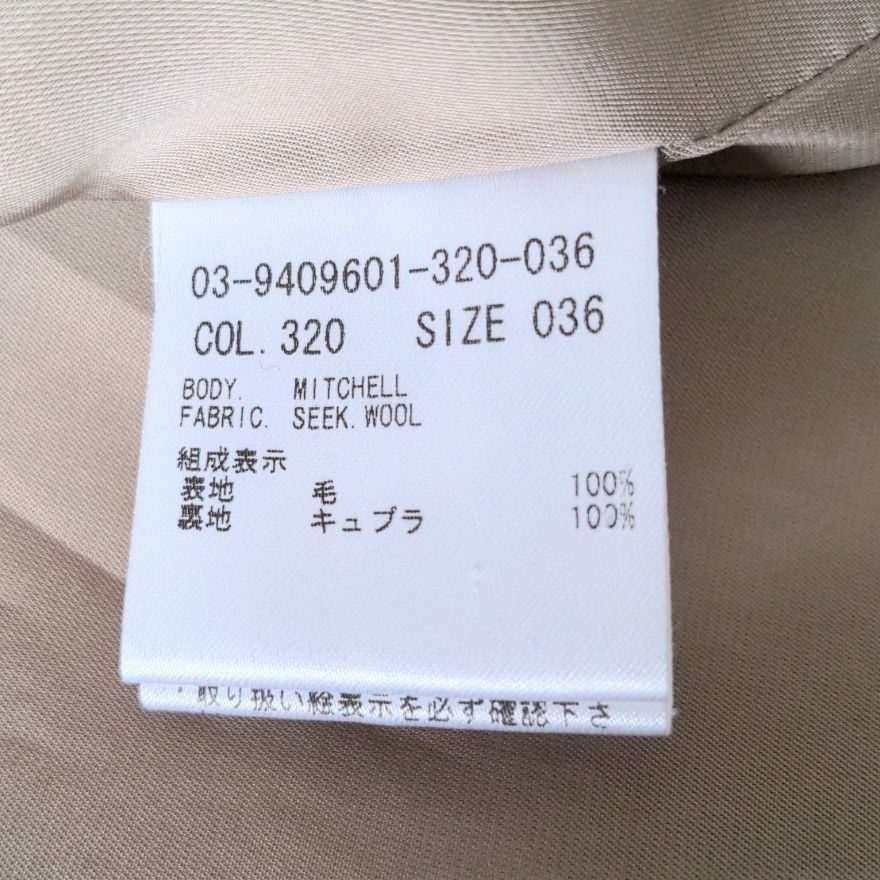 03-9409601-320-036
COL. 320 SIZE 036
BODY. MITCHELL
FABRIC. SEEK.WOOL
組成表示
表地 毛 100%
裏地 キュプラ 100%
取り扱い絵表示を必ず確認下さ